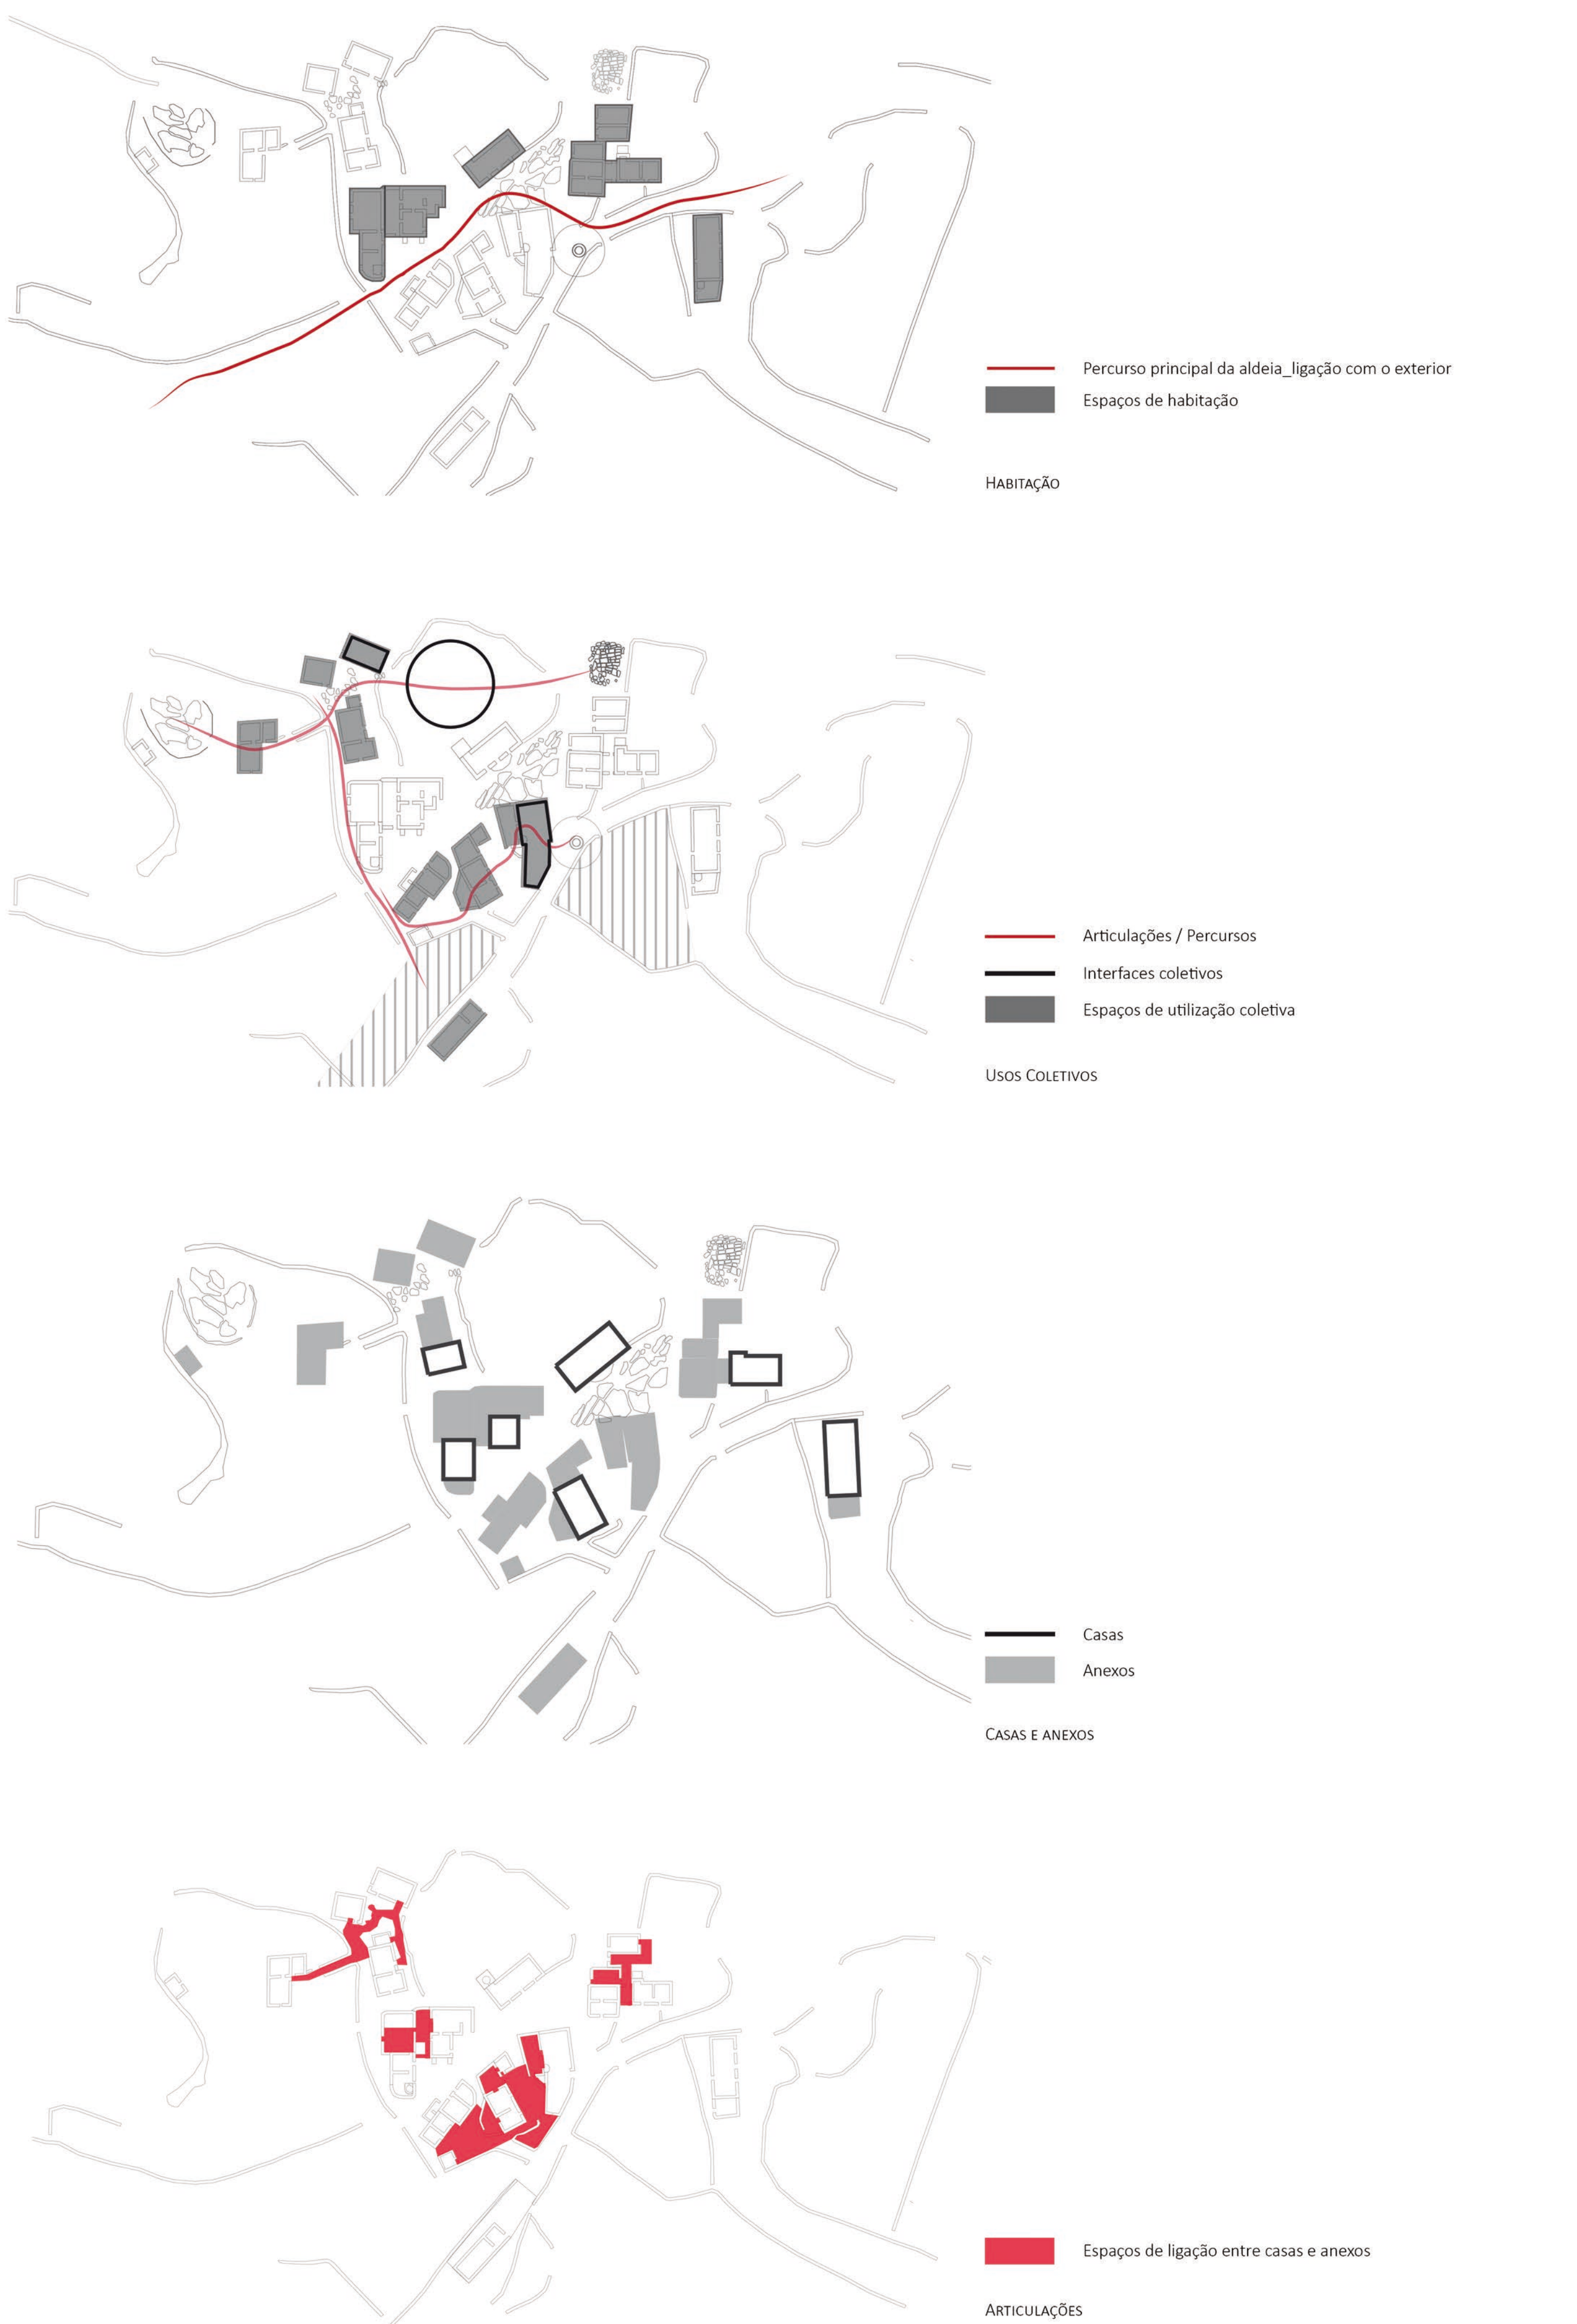 Percurso principal da aldeia_ligação com o exterior
Espaços de habitação
HABITAÇÃO
Articulações / Percursos
Interfaces coletivos
Espaços de utilização coletiva
USOS COLETIVOS
Casas
Anexos
CASAS E ANEXOS
Espaços de ligação entre casas e anexos
ARTICULAÇÕES